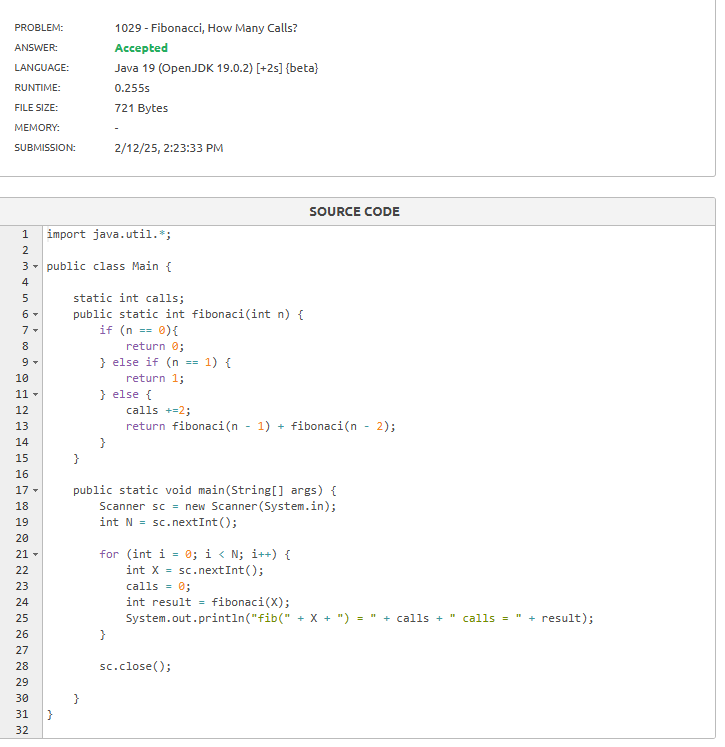 PROBLEM: 1029 - Fibonacci, How Many Calls?
ANSWER: Accepted
LANGUAGE: Java 19 (OpenJDK 19.0.2) [+2s] {beta}
RUNTIME: 0.255s
FILE SIZE: 721 Bytes
MEMORY: -
SUBMISSION: 2/12/25, 2:23:33 PM
SOURCE CODE
1 import java.util.*;
2
3 public class Main {
4
5     static int calls;
6     public static int fibonaci(int n) {
7         if (n == 0){
8             return 0;
9         } else if (n == 1) {
10             return 1;
11         } else {
12             calls +=2;
13             return fibonaci(n - 1) + fibonaci(n - 2);
14         }
15     }
16
17     public static void main(String[] args) {
18         Scanner sc = new Scanner(System.in);
19         int N = sc.nextInt();
20
21         for (int i = 0; i < N; i++) {
22             int X = sc.nextInt();
23             calls = 0;
24             int result = fibonaci(X);
25             System.out.println("fib(" + X + ") = " + calls + " calls = " + result);
26         }
27
28         sc.close();
29
30     }
31 }
32